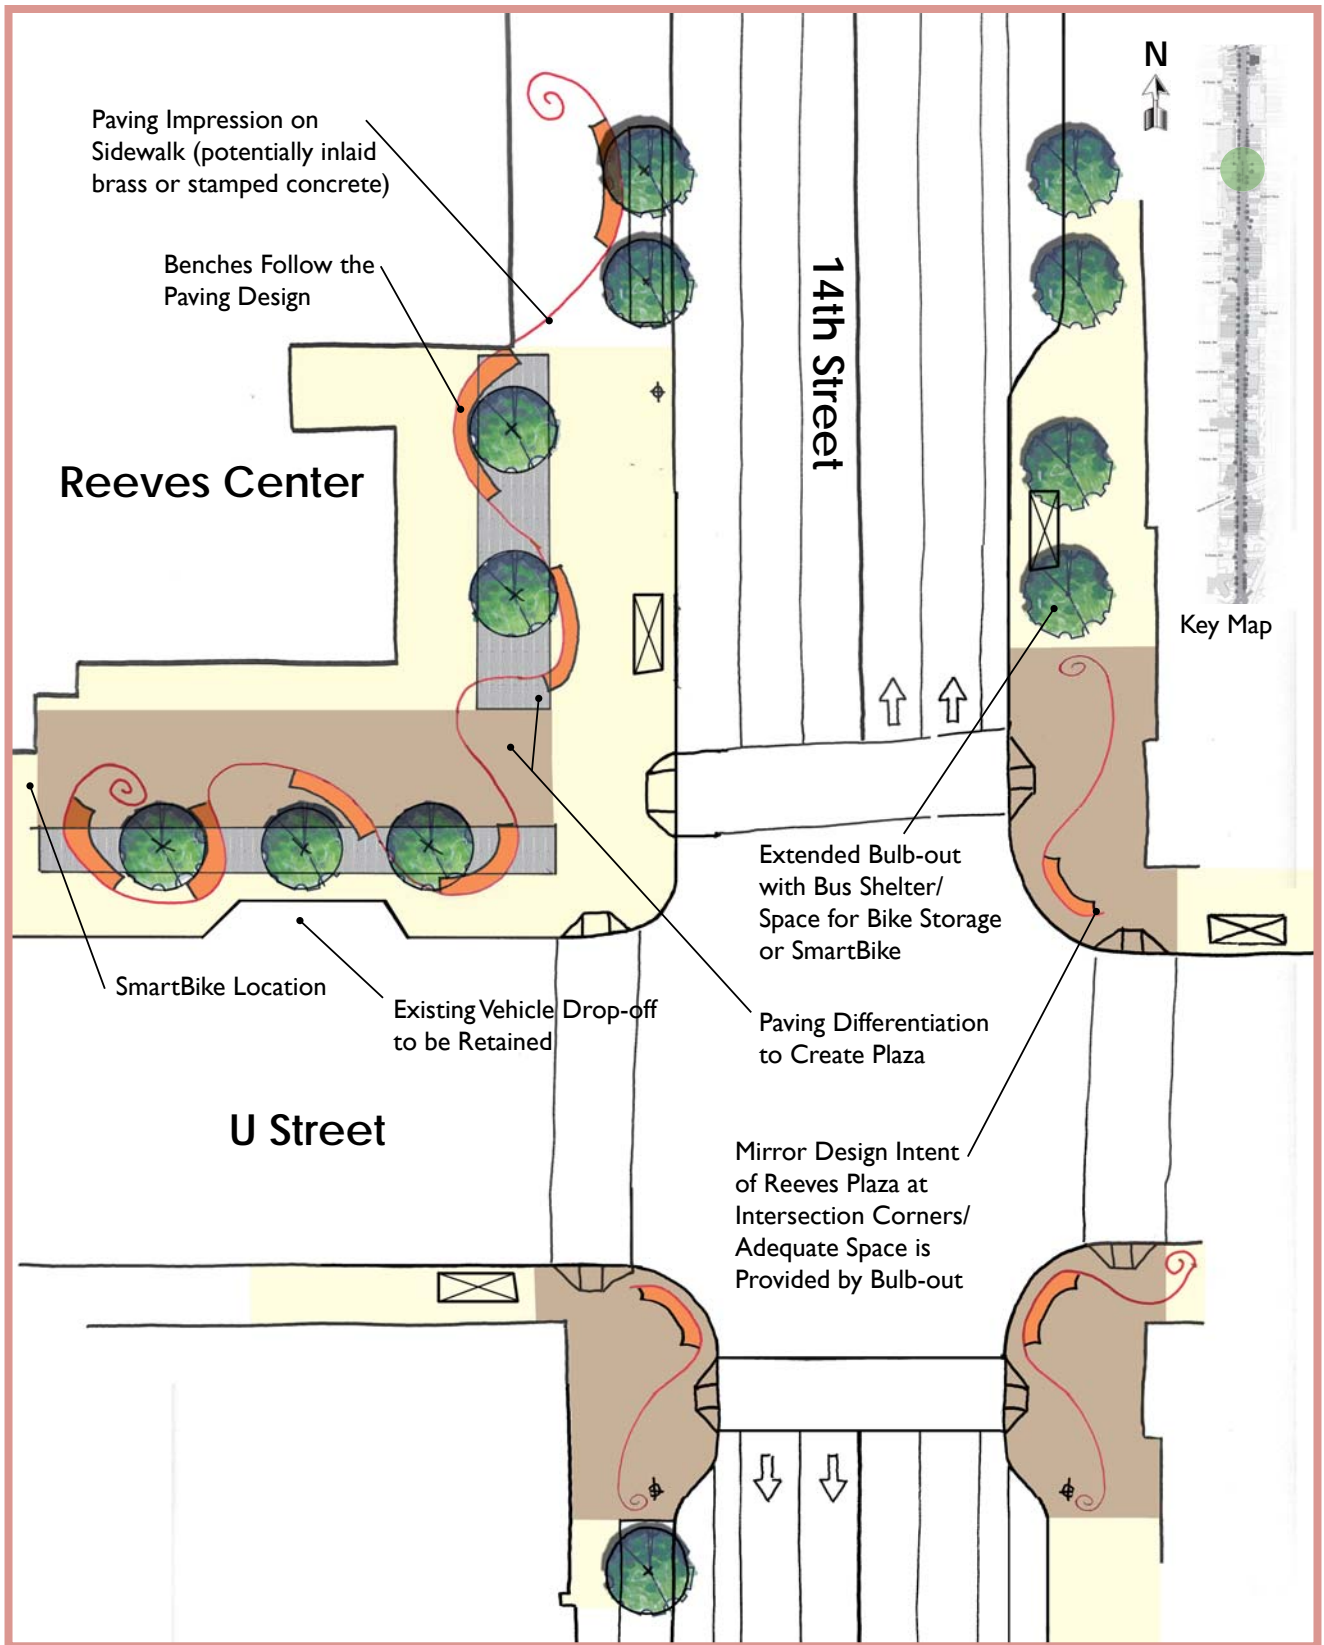 N
Paving Impression on
Sidewalk (potentially inlaid
brass or stamped concrete)
Benches Follow the
Paving Design
14th Street
Reeves Center
Key Map
Extended Bulb-out
with Bus Shelter/
Space for Bike Storage
or SmartBike
SmartBike Location
Existing Vehicle Drop-off
to be Retained
Paving Differentiation
to Create Plaza
U Street
Mirror Design Intent
of Reeves Plaza at
Intersection Corners/
Adequate Space is
Provided by Bulb-out